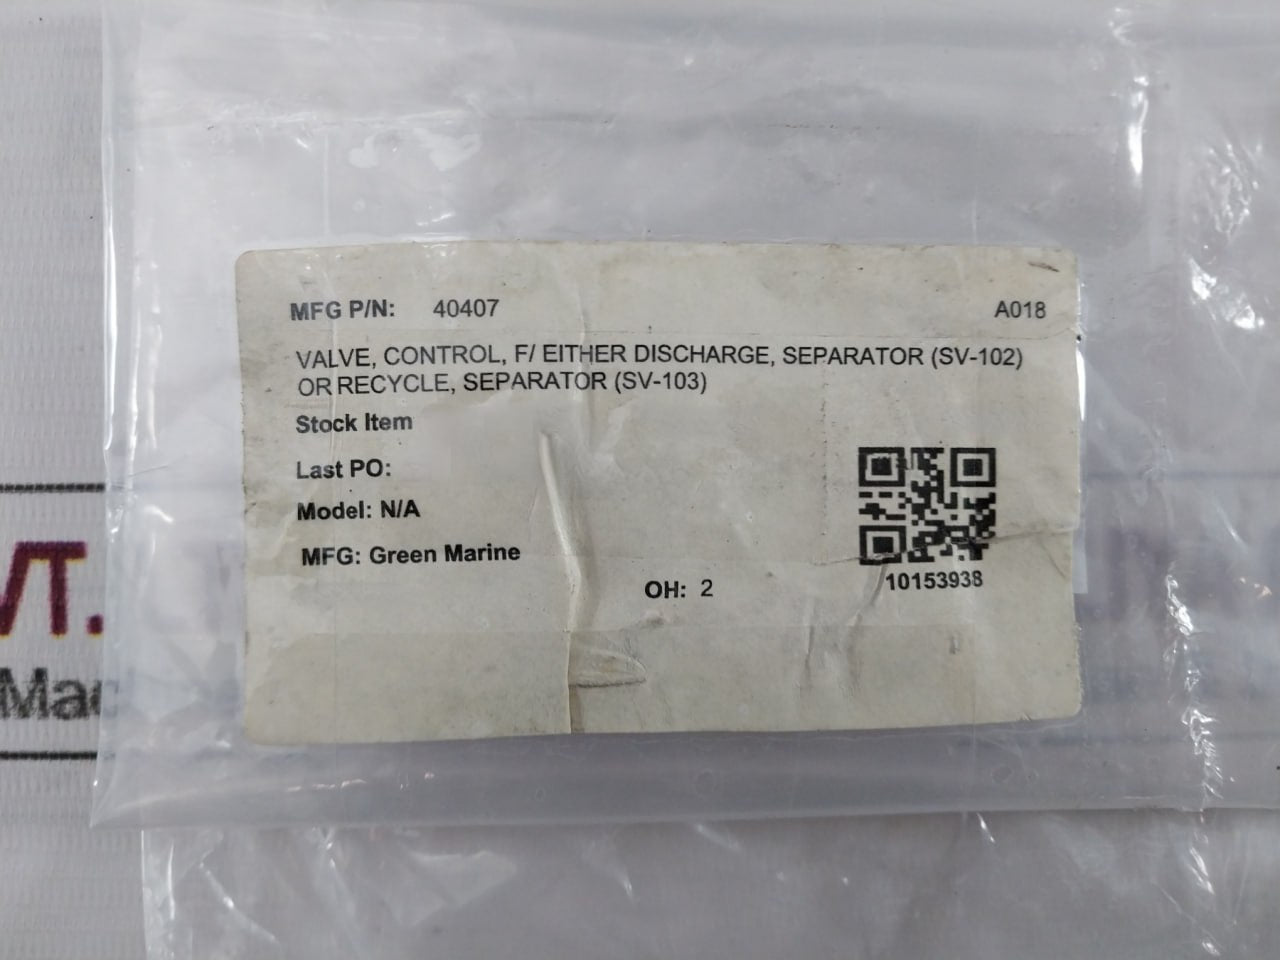 MFG P/N: 40407 A018
VALVE, CONTROL, F/ EITHER DISCHARGE, SEPARATOR (SV-102)
OR RECYCLE, SEPARATOR (SV-103)
Stock Item
Last PO:
Model: N/A
MFG: Green Marine
OH: 2
10153938